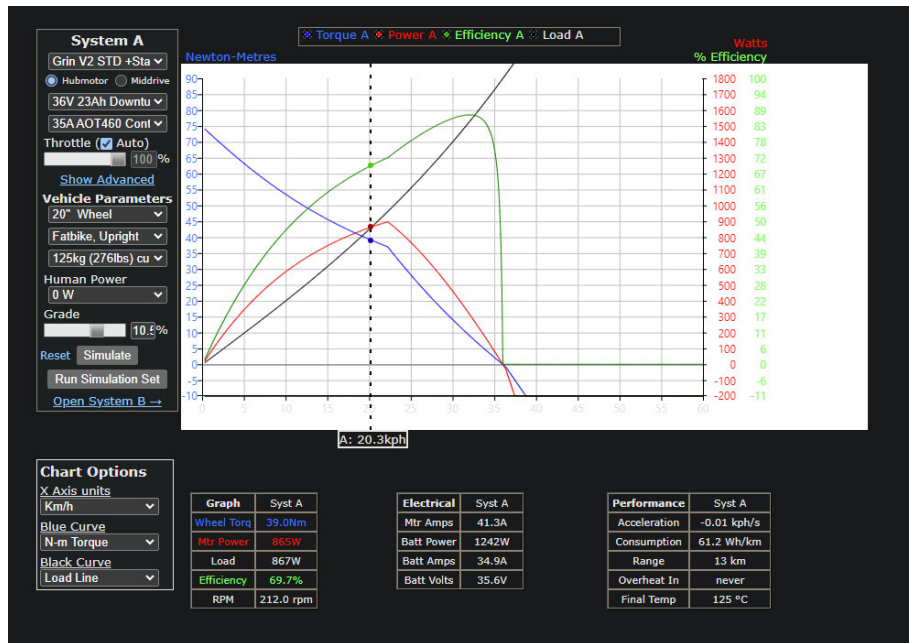 System A
Grin V2 STD +Sta
Hubmotor Middrive
36V 23Ah Downtu
35A AOT460 Cont
Throttle ( Auto)
100 %
Show Advanced
Vehicle Parameters
20" Wheel
Fatbike, Upright
125kg (276lbs) cu
Human Power
0 W
Grade
10.5%
Reset Simulate
Run Simulation Set
Open System B →
Torque A Power A Efficiency A Load A
Newton-Metres
Watts
% Efficiency
90 1800 100
85 1700 94
80 1600 89
75 1500 83
70 1400 78
65 1300 72
60 1200 67
55 1100 61
50 1000 56
45 900 50
40 800 44
35 700 39
30 600 33
25 500 28
20 400 22
15 300 17
10 200 11
5 100 6
0 0 0
-5 -100 -6
-10 -200 -11
0 5 10 15 20 25 30 35 40 45 50 55 60
A: 20.3kph
Chart Options
X Axis units
Km/h
Blue Curve
N-m Torque
Black Curve
Load Line
Graph Syst A
Wheel Torq 39.0Nm
Mtr Power 865W
Load 867W
Efficiency 69.7%
RPM 212.0 rpm
Electrical Syst A
Mtr Amps 41.3A
Batt Power 1242W
Batt Amps 34.9A
Batt Volts 35.6V
Performance Syst A
Acceleration -0.01 kph/s
Consumption 61.2 Wh/km
Range 13 km
Overheat In never
Final Temp 125 °C